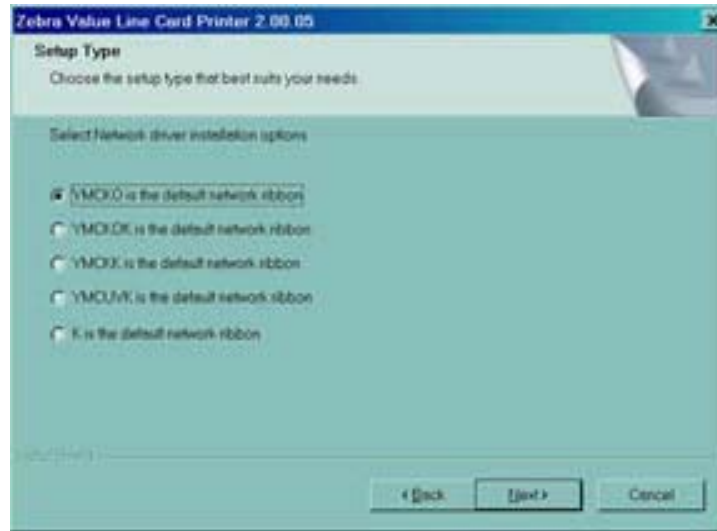 Zebra Value Line Card Printer 2.00.05
Setup Type
Choose the setup type that best suits your needs
Select Network driver installation options
YMCKO is the default network ribbon
YMCKOK is the default network ribbon
YMCKK is the default network ribbon
YMCUVK is the default network ribbon
K is the default network ribbon
< Back Next > Cancel